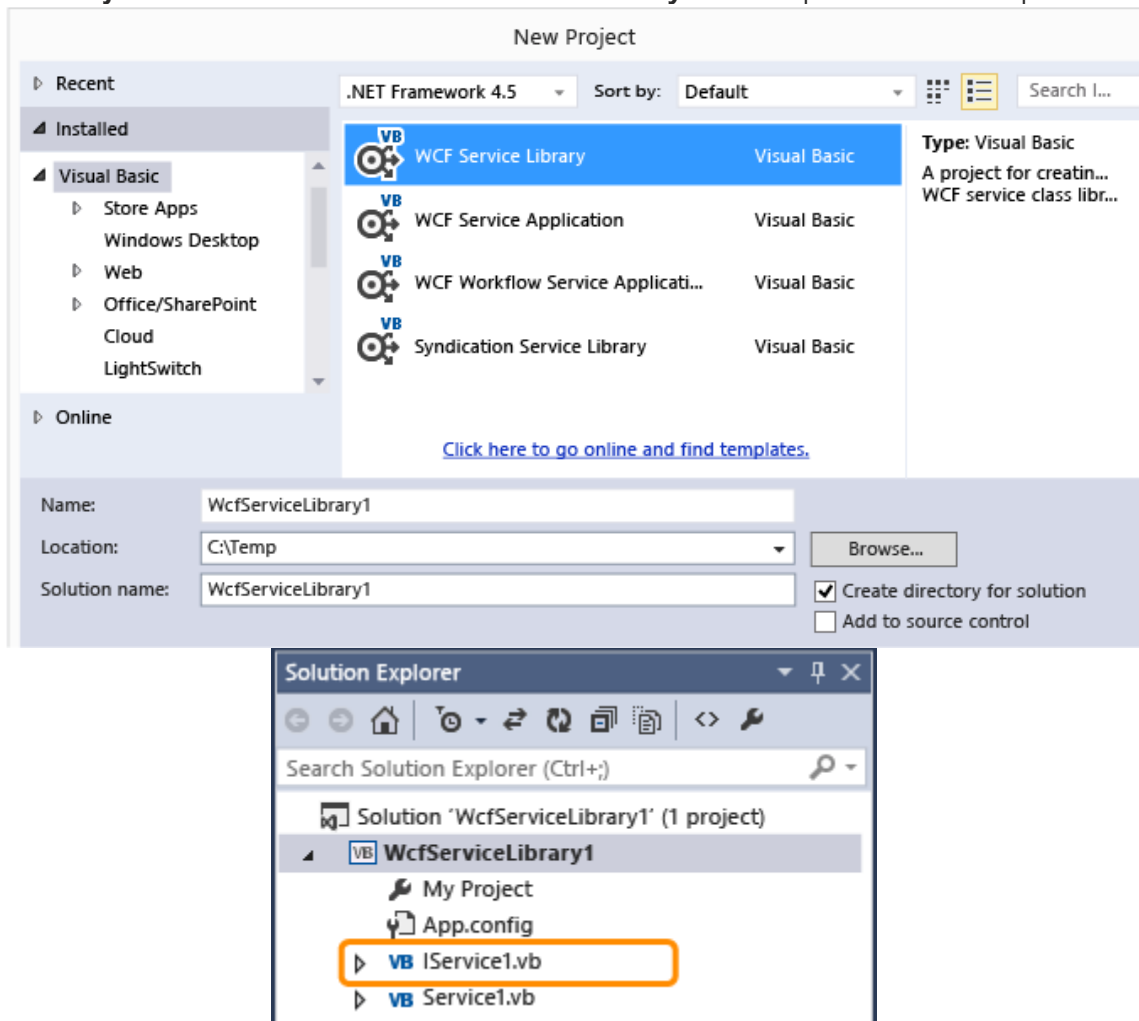 New Project
Recent
.NET Framework 4.5 Sort by: Default Search I...
Installed
Visual Basic
Store Apps
Windows Desktop
Web
Office/SharePoint
Cloud
LightSwitch
Online
VB WCF Service Library Visual Basic
VB WCF Service Application Visual Basic
VB WCF Workflow Service Applicati... Visual Basic
VB Syndication Service Library Visual Basic
Click here to go online and find templates.
Type: Visual Basic
A project for creatin...
WCF service class libr...
Name: WcfServiceLibrary1
Location: C:\Temp Browse...
Solution name: WcfServiceLibrary1 Create directory for solution
Add to source control
Solution Explorer
Search Solution Explorer (Ctrl+;)
Solution 'WcfServiceLibrary1' (1 project)
VB WcfServiceLibrary1
My Project
App.config
VB IService1.vb
VB Service1.vb